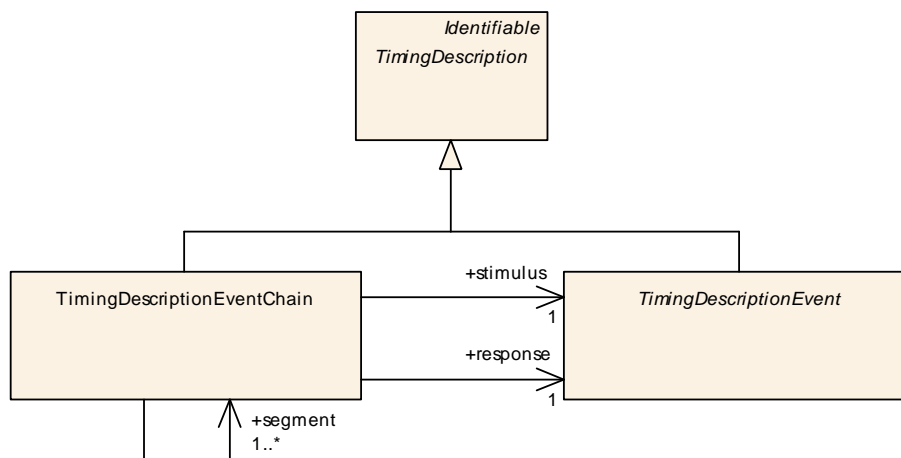 Identifiable
TimingDescription
+stimulus
TimingDescriptionEventChain
TimingDescriptionEvent
1
+response
1
+segment
1..*